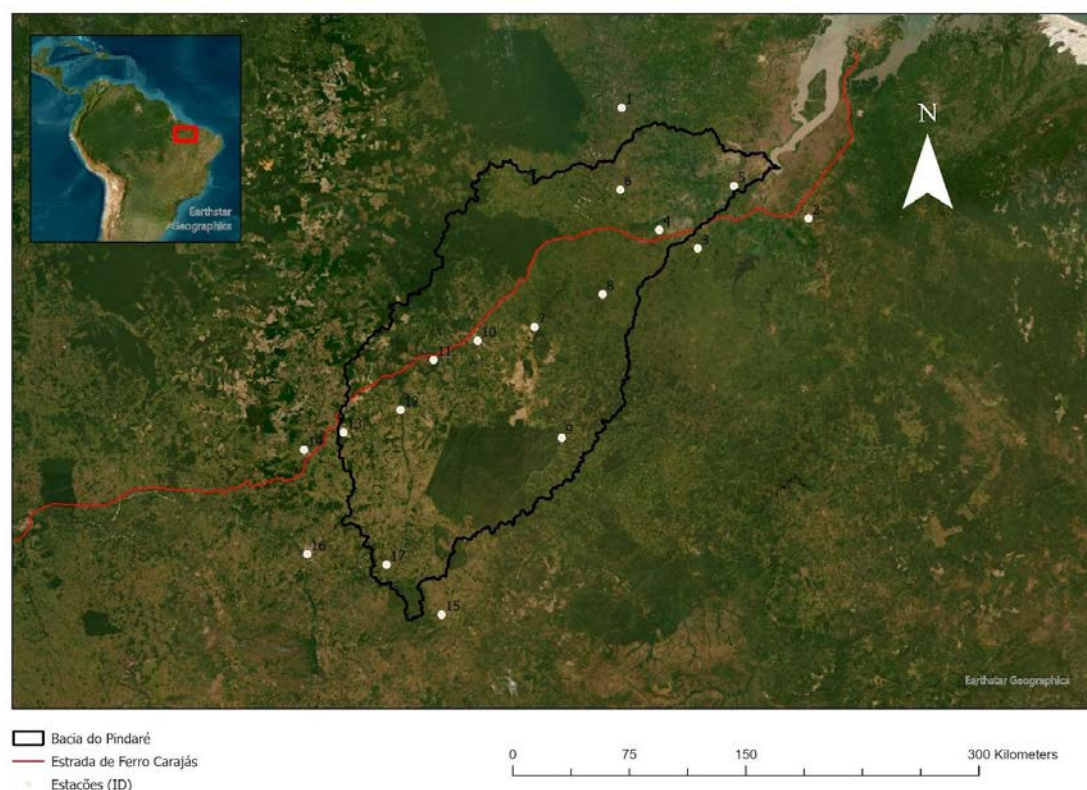 Earthstar
Geographics
N
1
6
5
2
4
3
8
7
10
11
12
9
13
14
16
17
15
Earthstar Geographics
Bacia do Pindaré
Estrada de Ferro Carajás
Estações (ID)
0 75 150 300 Kilometers